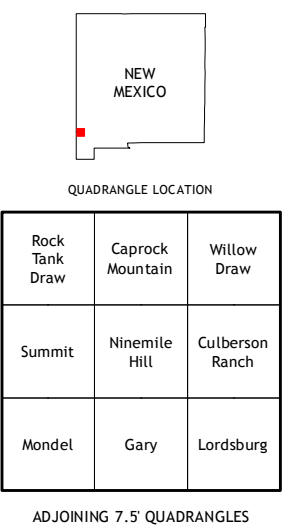 NEW
MEXICO
QUADRANGLE LOCATION
Rock
Tank
Draw
Caprock
Mountain
Willow
Draw
Summit
Ninemile
Hill
Culberson
Ranch
Mondel
Gary
Lordsburg
ADJOINING 7.5' QUADRANGLES